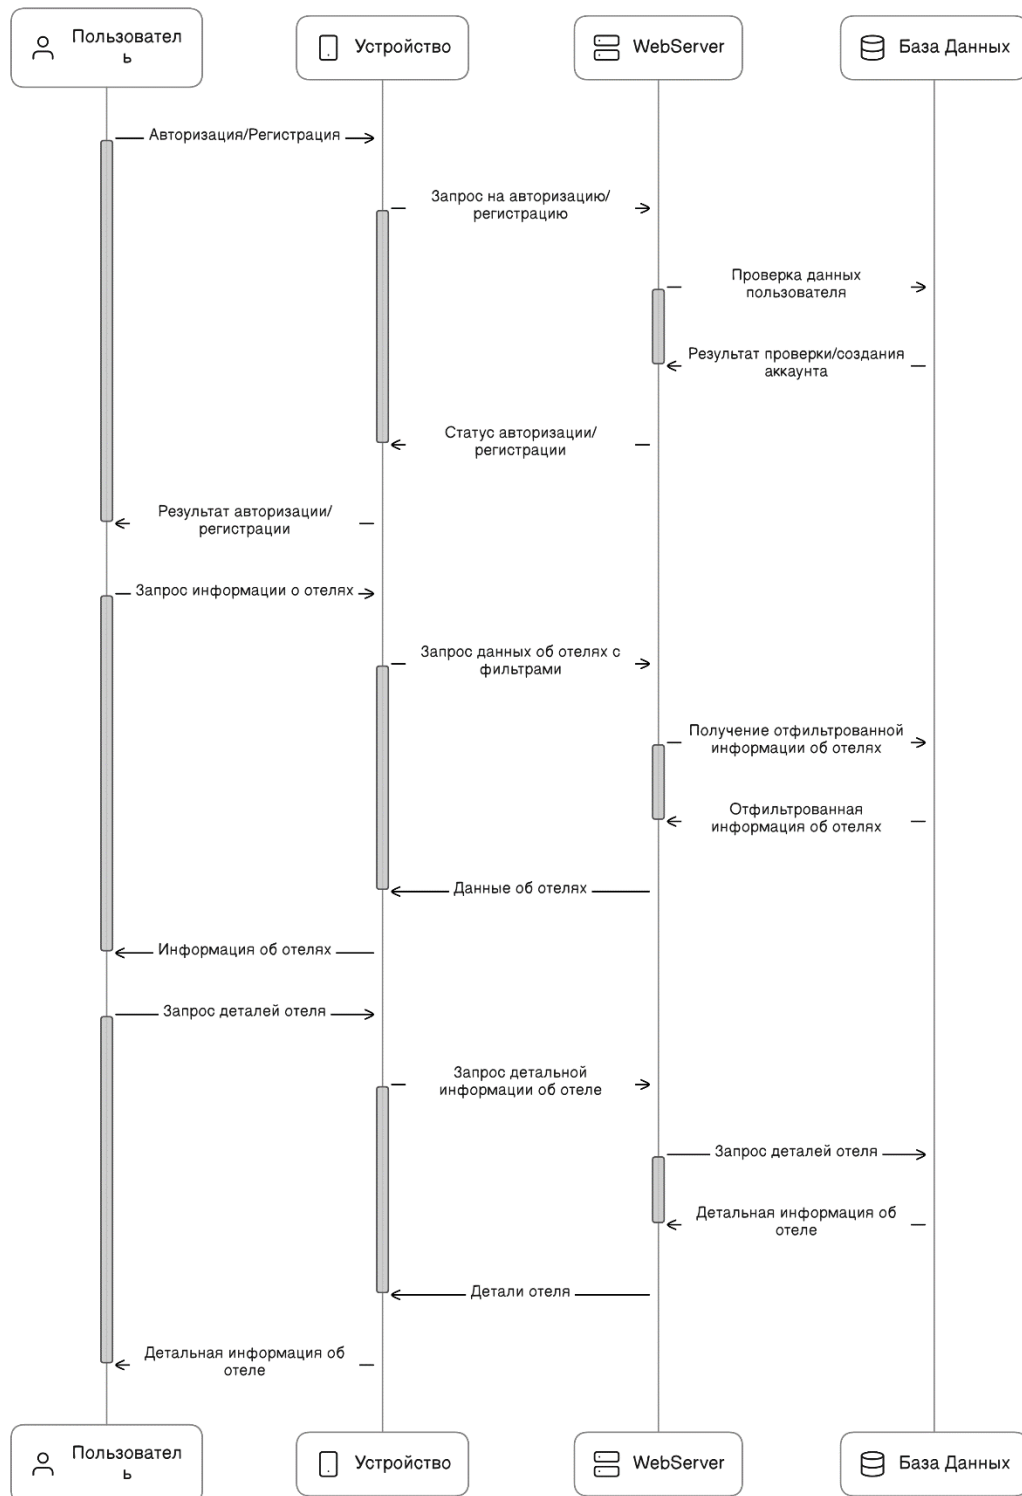 Пользовател
ь
Устройство
WebServer
База Данных
Авторизация/Регистрация
Запрос на авторизацию/
регистрацию
Проверка данных
пользователя
Результат проверки/создания
аккаунта
Статус авторизации/
регистрации
Результат авторизации/
регистрации
Запрос информации о отелях
Запрос данных об отелях с
фильтрами
Получение отфильтрованной
информации об отелях
Отфильтрованная
информация об отелях
Данные об отелях
Информация об отелях
Запрос деталей отеля
Запрос детальной
информации об отеле
Запрос деталей отеля
Детальная информация об
отеле
Детали отеля
Детальная информация об
отеле
Пользовател
ь
Устройство
WebServer
База Данных